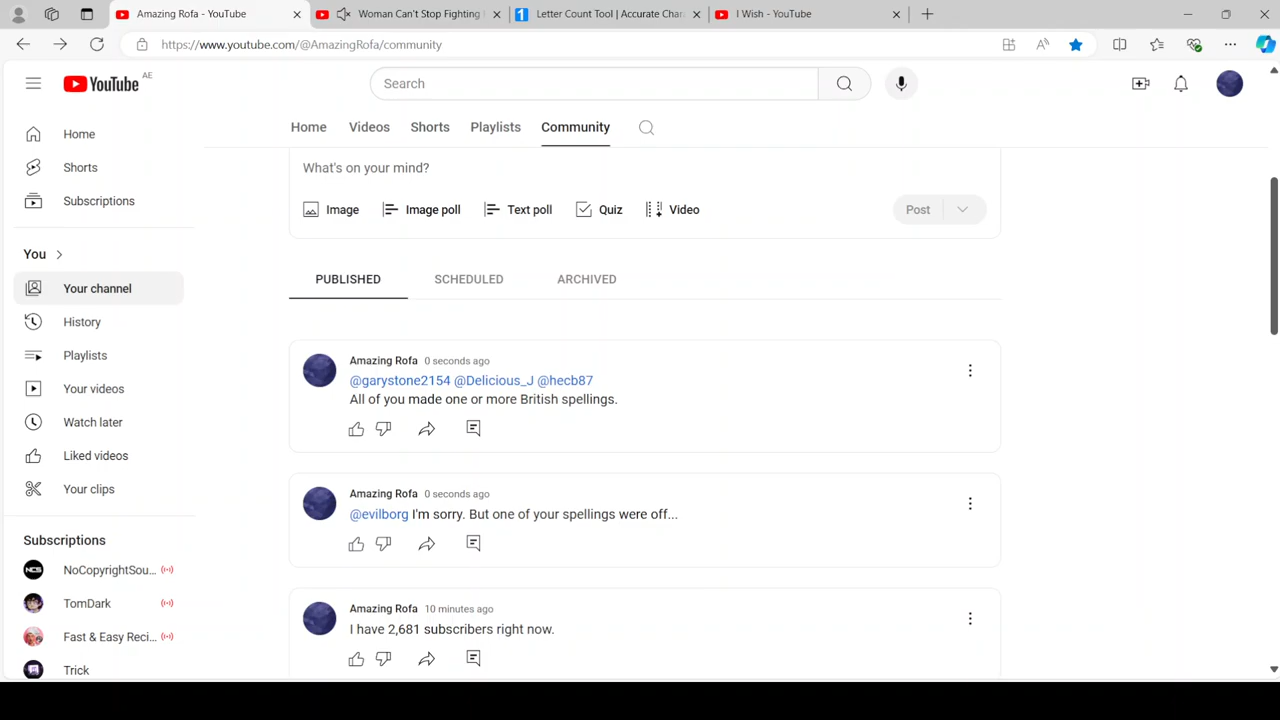 Amazing Rofa - YouTube
Woman Can't Stop Fighting
Letter Count Tool | Accurate Char
I Wish - YouTube
https://www.youtube.com/@AmazingRofa/community
YouTube AE
Search
Home Videos Shorts Playlists Community
Home
Shorts
Subscriptions
You
Your channel
History
Playlists
Your videos
Watch later
Liked videos
Your clips
Subscriptions
NCS
NoCopyrightSou...
TomDark
Fast & Easy Reci...
Trick
What's on your mind?
Image Image poll Text poll Quiz Video Post
PUBLISHED SCHEDULED ARCHIVED
Amazing Rofa 0 seconds ago
@garystone2154 @Delicious_J @hecb87
All of you made one or more British spellings.
Amazing Rofa 0 seconds ago
@evilborg I'm sorry. But one of your spellings were off...
Amazing Rofa 10 minutes ago
I have 2,681 subscribers right now.